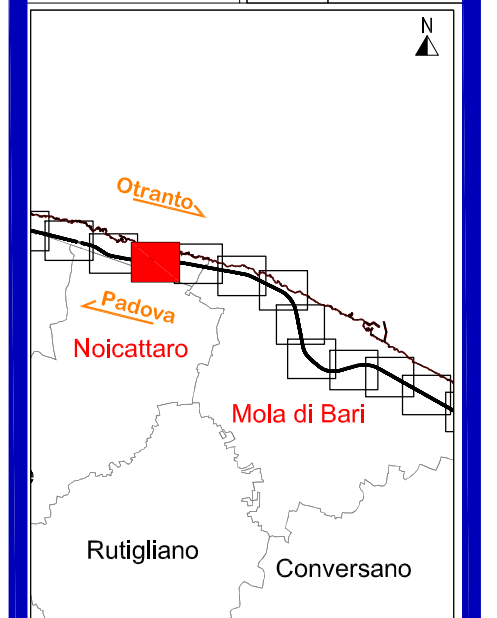 N
Otranto
Padova
Noicattaro
Mola di Bari
Rutigliano
Conversano